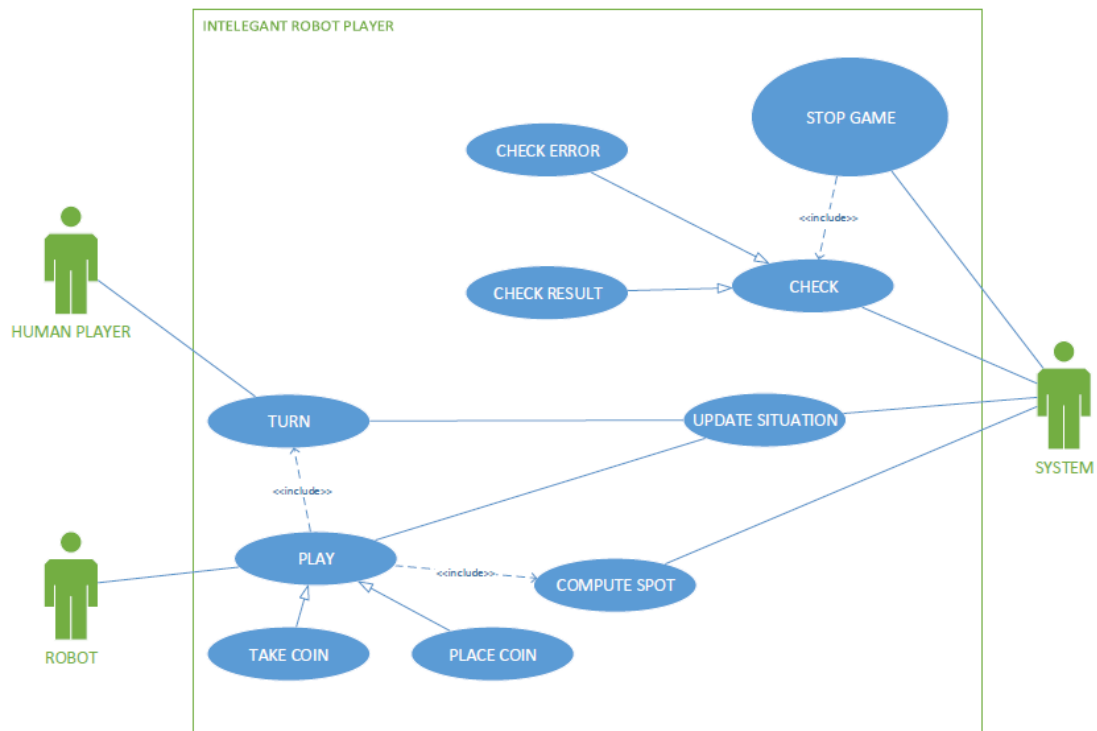 INTELEGANT ROBOT PLAYER
STOP GAME
CHECK ERROR
<<include>>
CHECK RESULT
CHECK
HUMAN PLAYER
TURN
UPDATE SITUATION
SYSTEM
<<include>>
PLAY
<<include>>
COMPUTE SPOT
ROBOT
TAKE COIN
PLACE COIN